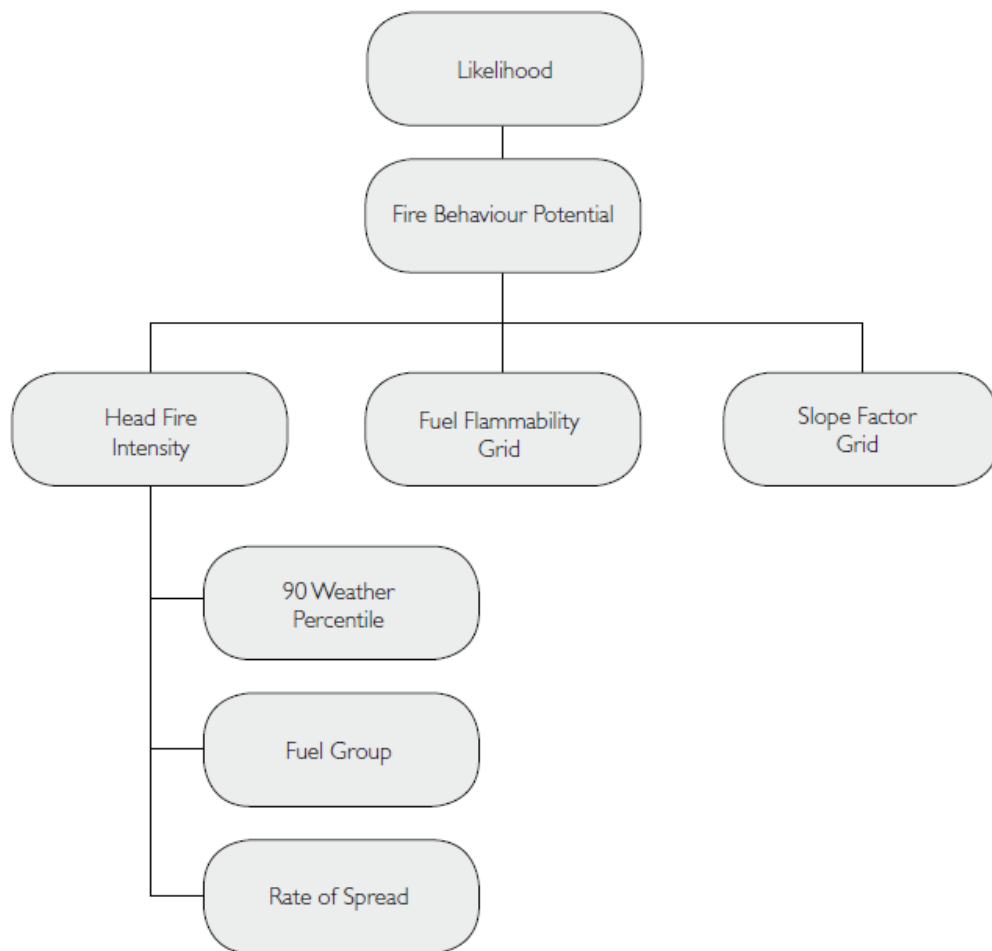 Likelihood
Fire Behaviour Potential
Head Fire
Intensity
Fuel Flammability
Grid
Slope Factor
Grid
90 Weather
Percentile
Fuel Group
Rate of Spread